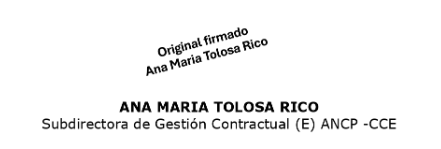 Original firmado
Ana Maria Tolosa Rico
ANA MARIA TOLOSA RICO
Subdirectora de Gestión Contractual (E) ANCP -CCE